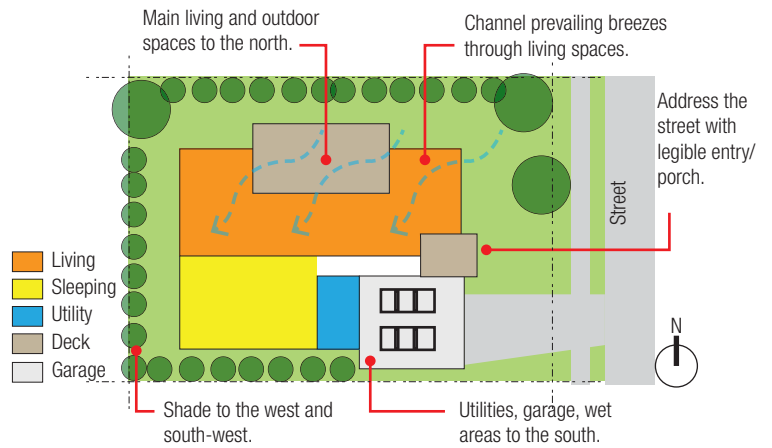 Main living and outdoor
spaces to the north.
Channel prevailing breezes
through living spaces.
Address the
street with
legible entry/
porch.
Street
Living
Sleeping
Utility
Deck
Garage
N
Shade to the west and
south-west.
Utilities, garage, wet
areas to the south.